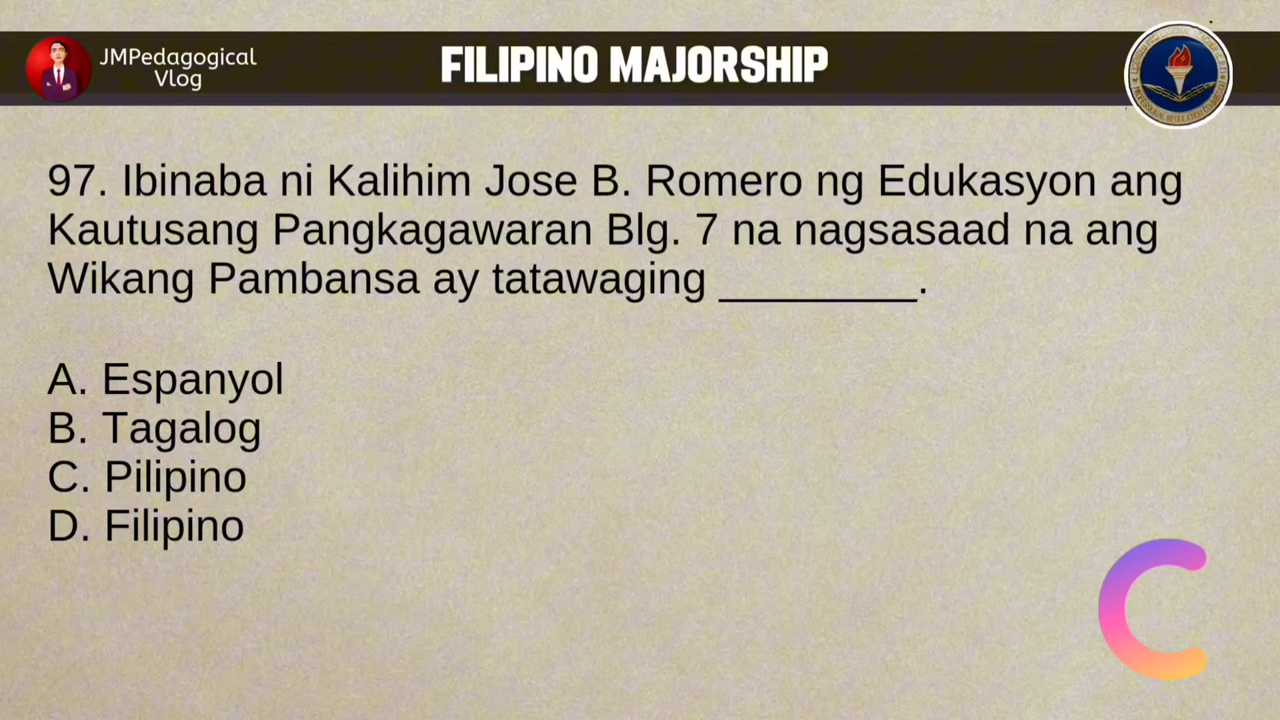 JMPedagogical
Vlog
FILIPINO MAJORSHIP
97. Ibinaba ni Kalihim Jose B. Romero ng Edukasyon ang
Kautusang Pangkagawaran Blg. 7 na nagsasaad na ang
Wikang Pambansa ay tatawaging ________.
A. Espanyol
B. Tagalog
C. Pilipino
D. Filipino